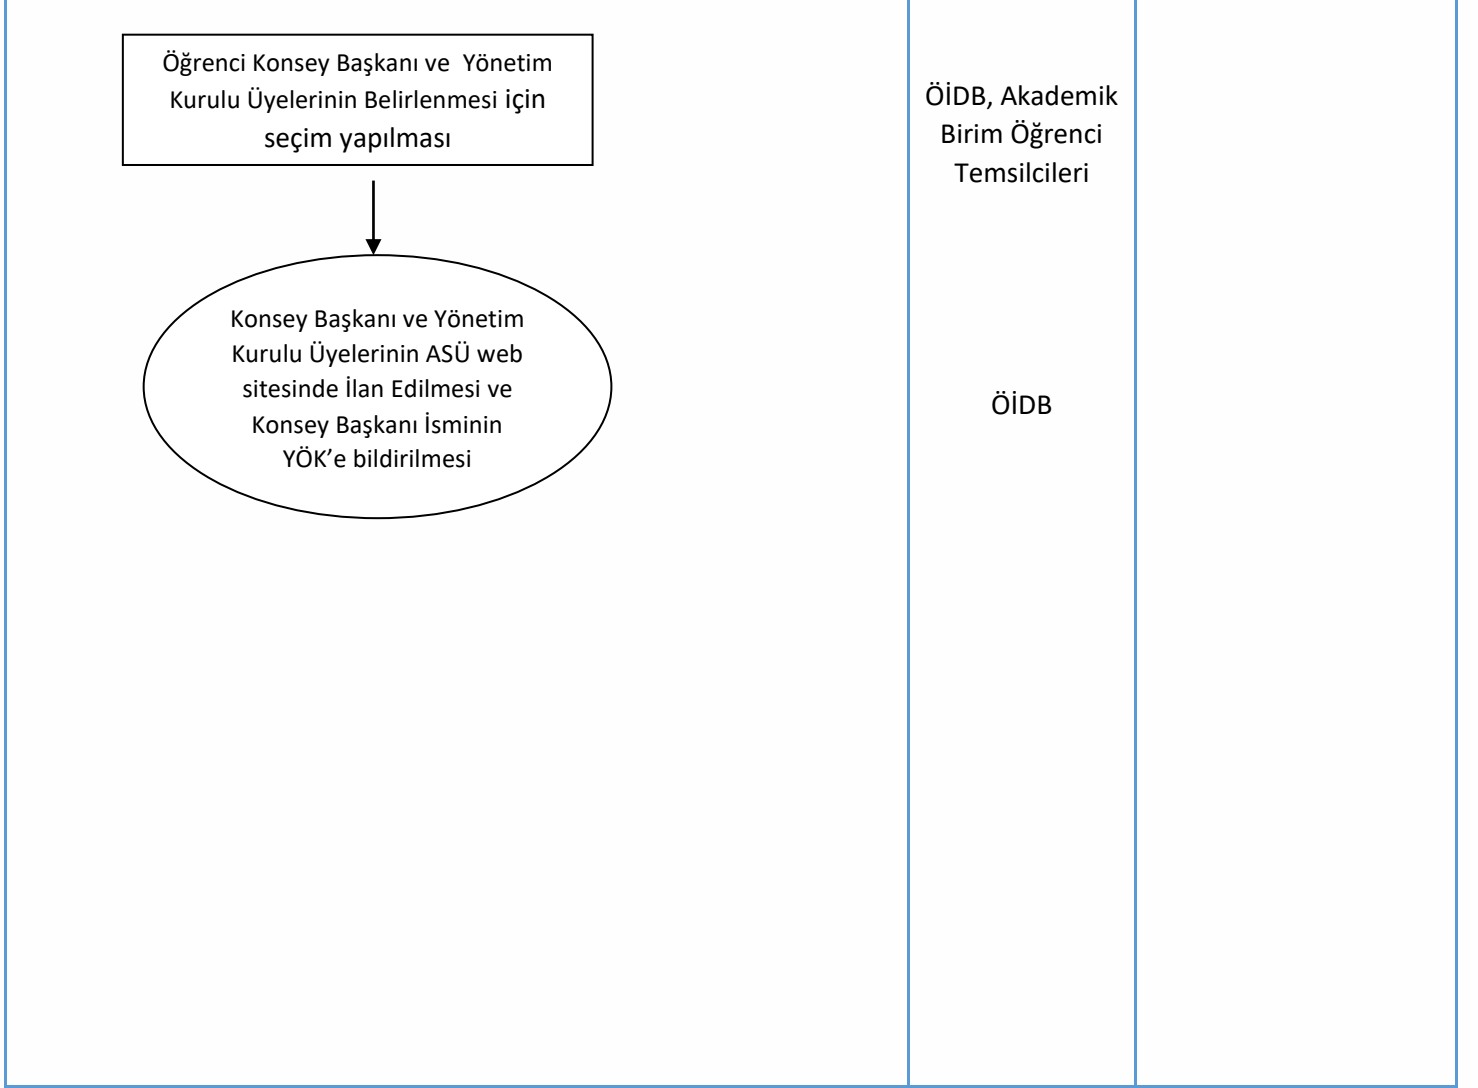 Öğrenci Konsey Başkanı ve Yönetim
Kurulu Üyelerinin Belirlenmesi için
seçim yapılması
ÖİDB, Akademik
Birim Öğrenci
Temsilcileri
Konsey Başkanı ve Yönetim
Kurulu Üyelerinin ASÜ web
sitesinde İlan Edilmesi ve
Konsey Başkanı İsminin
YÖK’e bildirilmesi
ÖİDB